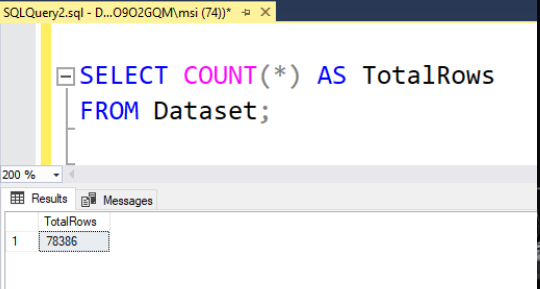 SQLQuery2.sql - D...O9O2GQM\msi (74))*
SELECT COUNT(*) AS TotalRows
FROM Dataset;
200 %
Results Messages
TotalRows
1 78386